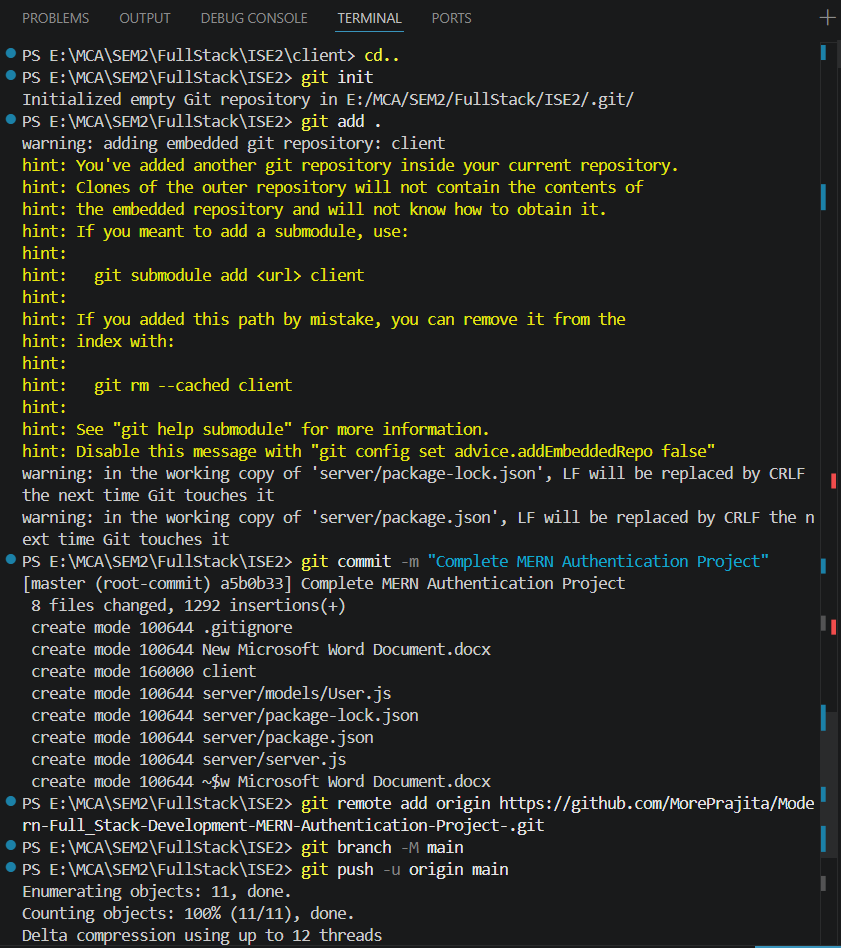 PROBLEMS OUTPUT DEBUG CONSOLE TERMINAL PORTS
PS E:\MCA\SEM2\FullStack\ISE2\client> cd..
PS E:\MCA\SEM2\FullStack\ISE2> git init
Initialized empty Git repository in E:/MCA/SEM2/FullStack/ISE2/.git/
PS E:\MCA\SEM2\FullStack\ISE2> git add .
warning: adding embedded git repository: client
hint: You've added another git repository inside your current repository.
hint: Clones of the outer repository will not contain the contents of
hint: the embedded repository and will not know how to obtain it.
hint: If you meant to add a submodule, use:
hint:
hint:   git submodule add <url> client
hint:
hint: If you added this path by mistake, you can remove it from the
hint: index with:
hint:
hint:   git rm --cached client
hint:
hint: See "git help submodule" for more information.
hint: Disable this message with "git config set advice.addEmbeddedRepo false"
warning: in the working copy of 'server/package-lock.json', LF will be replaced by CRLF
the next time Git touches it
warning: in the working copy of 'server/package.json', LF will be replaced by CRLF the n
ext time Git touches it
PS E:\MCA\SEM2\FullStack\ISE2> git commit -m "Complete MERN Authentication Project"
[master (root-commit) a5b0b33] Complete MERN Authentication Project
 8 files changed, 1292 insertions(+)
 create mode 100644 .gitignore
 create mode 100644 New Microsoft Word Document.docx
 create mode 160000 client
 create mode 100644 server/models/User.js
 create mode 100644 server/package-lock.json
 create mode 100644 server/package.json
 create mode 100644 server/server.js
 create mode 100644 ~$w Microsoft Word Document.docx
PS E:\MCA\SEM2\FullStack\ISE2> git remote add origin https://github.com/MorePrajita/Mode
rn-Full_Stack-Development-MERN-Authentication-Project-.git
PS E:\MCA\SEM2\FullStack\ISE2> git branch -M main
PS E:\MCA\SEM2\FullStack\ISE2> git push -u origin main
Enumerating objects: 11, done.
Counting objects: 100% (11/11), done.
Delta compression using up to 12 threads